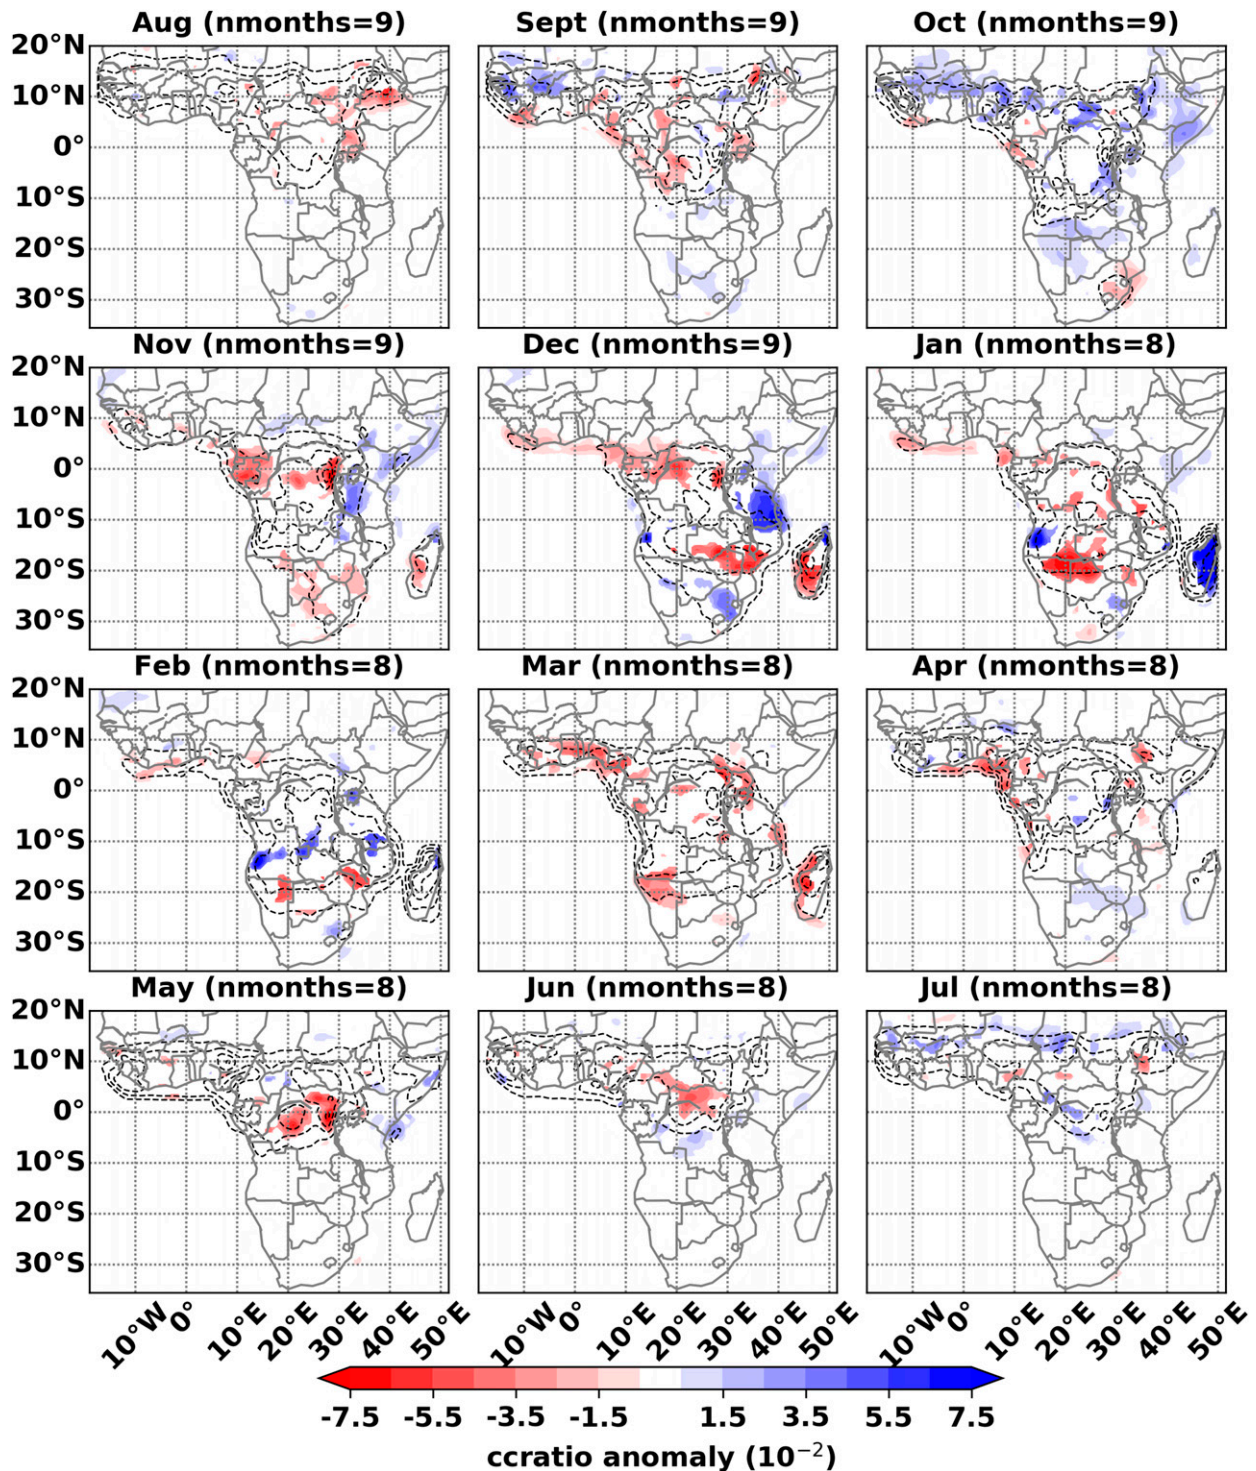 Aug (nmonths=9) Sept (nmonths=9) Oct (nmonths=9)
20°N
10°N
0°
10°S
20°S
30°S
Nov (nmonths=9) Dec (nmonths=9) Jan (nmonths=8)
20°N
10°N
0°
10°S
20°S
30°S
Feb (nmonths=8) Mar (nmonths=8) Apr (nmonths=8)
20°N
10°N
0°
10°S
20°S
30°S
May (nmonths=8) Jun (nmonths=8) Jul (nmonths=8)
20°N
10°N
0°
10°S
20°S
30°S
10°W 0° 10°E 20°E 30°E 40°E 50°E 10°W 0° 10°E 20°E 30°E 40°E 50°E 10°W 0° 10°E 20°E 30°E 40°E 50°E
-7.5 -5.5 -3.5 -1.5 1.5 3.5 5.5 7.5
ccratio anomaly (10⁻²)